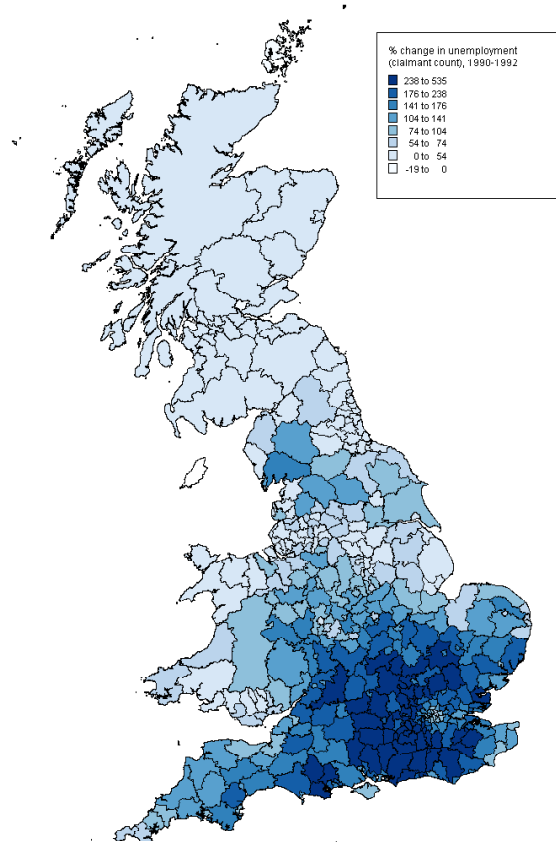 % change in unemployment
(claimant count), 1990-1992
238 to 535
176 to 238
141 to 176
104 to 141
74 to 104
54 to 74
0 to 54
-19 to 0